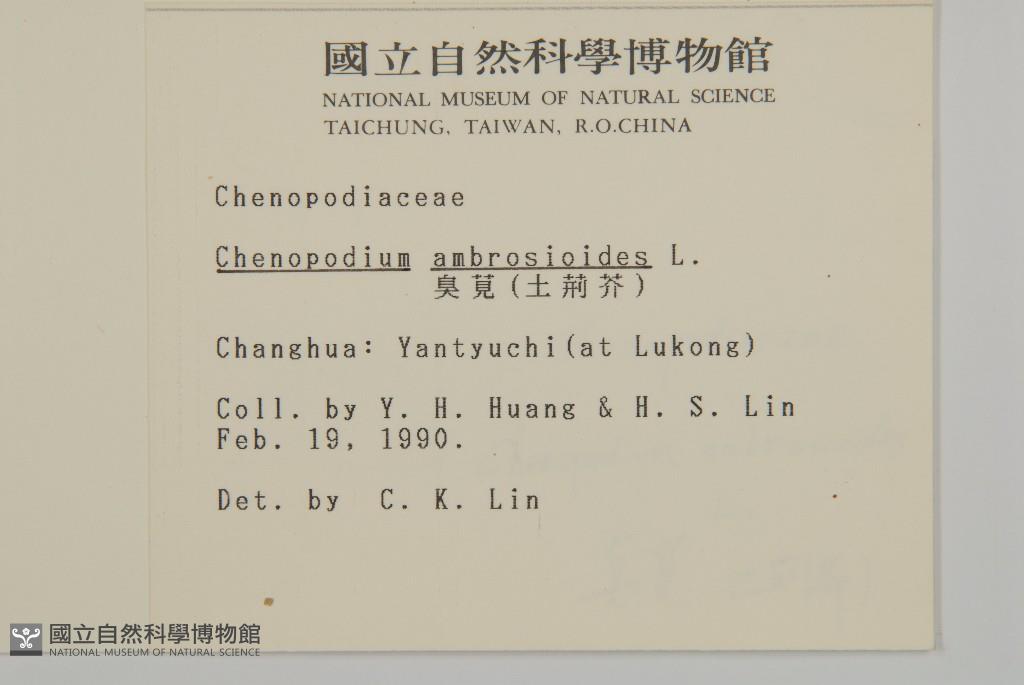 國立自然科學博物館
NATIONAL MUSEUM OF NATURAL SCIENCE
TAICHUNG, TAIWAN, R.O.CHINA
Chenopodiaceae
Chenopodium ambrosioides L.
臭莧(土荊芥)
Changhua: Yantyuchi(at Lukong)
Coll. by Y. H. Huang & H. S. Lin
Feb. 19, 1990.
Det. by C. K. Lin
國立自然科學博物館
NATIONAL MUSEUM OF NATURAL SCIENCE